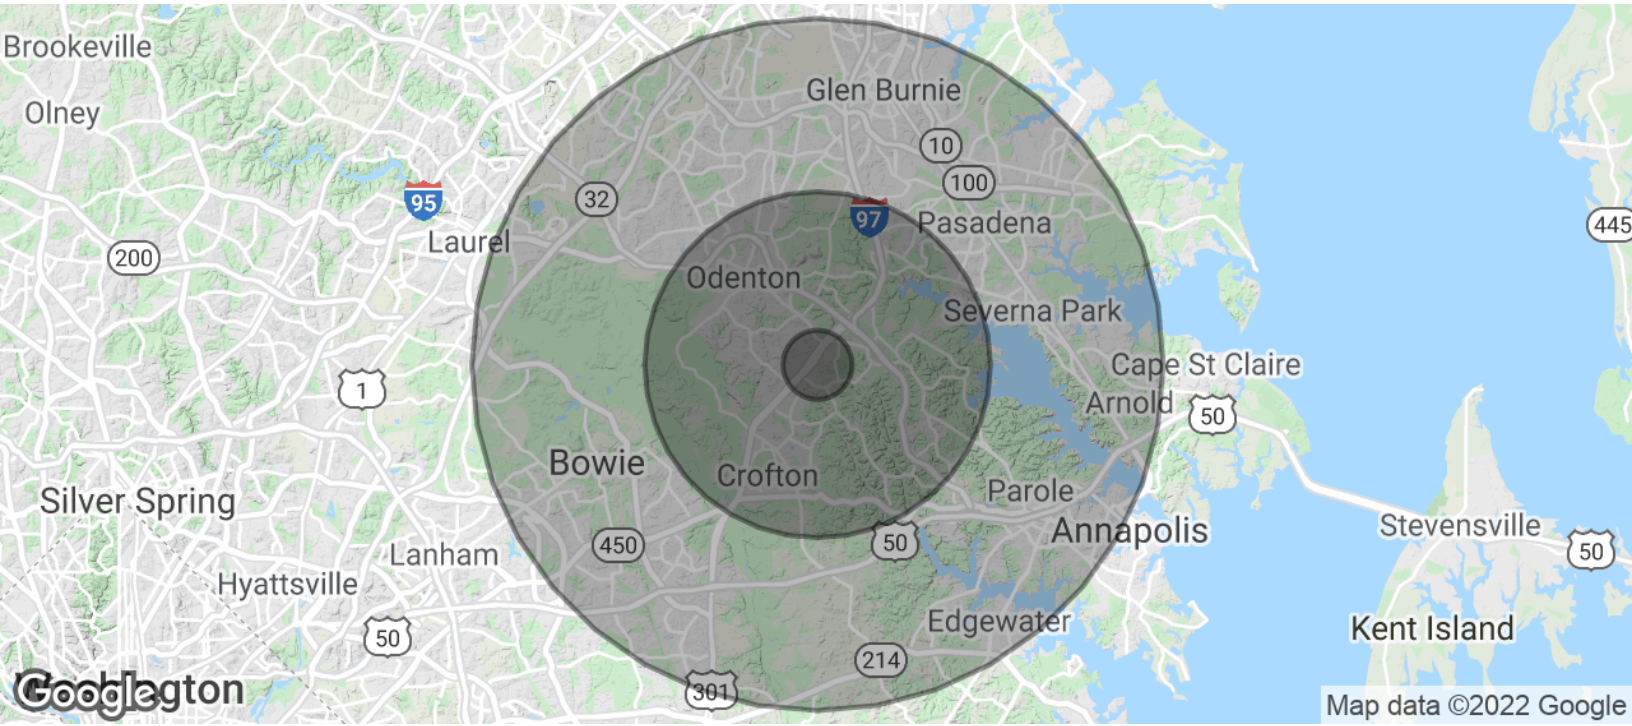 Brookeville
Glen Burnie
Olney
10
100
32
95
97
Pasadena
445
Laurel
200
Odenton
Severna Park
Cape St Claire
1
Arnold
50
Bowie
Crofton
Silver Spring
Parole
Annapolis
Stevensville
450
50
50
Lanham
Hyattsville
Edgewater
Kent Island
50
214
301
Google
Map data ©2022 Google